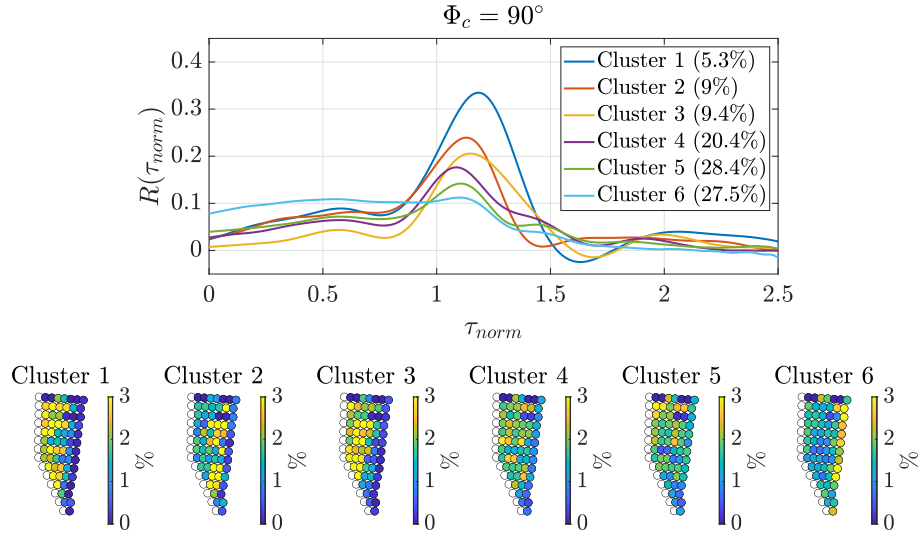 Φ_c = 90°
R(τ_norm)
0.4
0.3
0.2
0.1
0
Cluster 1 (5.3%)
Cluster 2 (9%)
Cluster 3 (9.4%)
Cluster 4 (20.4%)
Cluster 5 (28.4%)
Cluster 6 (27.5%)
0 0.5 1 1.5 2 2.5
τ_norm
Cluster 1 Cluster 2 Cluster 3 Cluster 4 Cluster 5 Cluster 6
3 3 3 3 3 3
2 2 2 2 2 2
% % % % % %
1 1 1 1 1 1
0 0 0 0 0 0